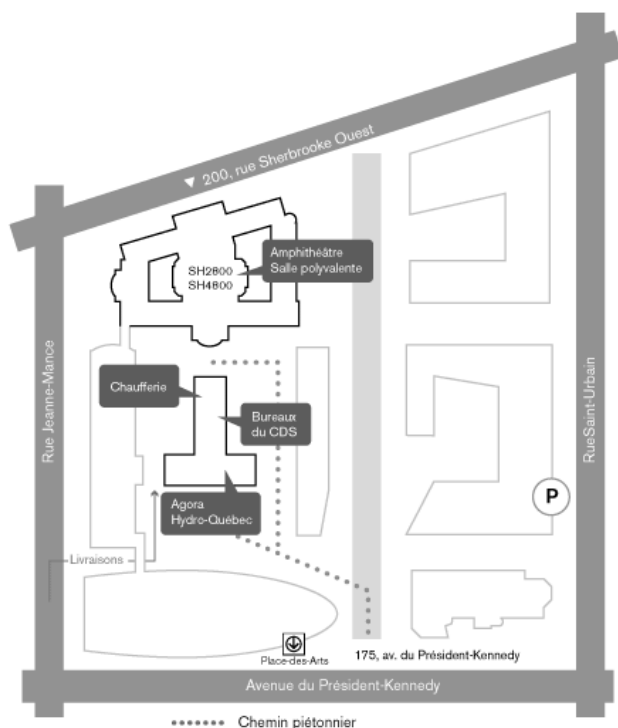 ▼ 200, rue Sherbrooke Ouest
Rue Jeanne-Mance
RueSaint-Urbain
Amphithéâtre
Salle polyvalente
SH2800
SH4800
Chaufferie
Bureaux
du CDS
Agora
Hydro-Québec
P
Livraisons
Place-des-Arts
175, av. du Président-Kennedy
Avenue du Président-Kennedy
Chemin piétonnier